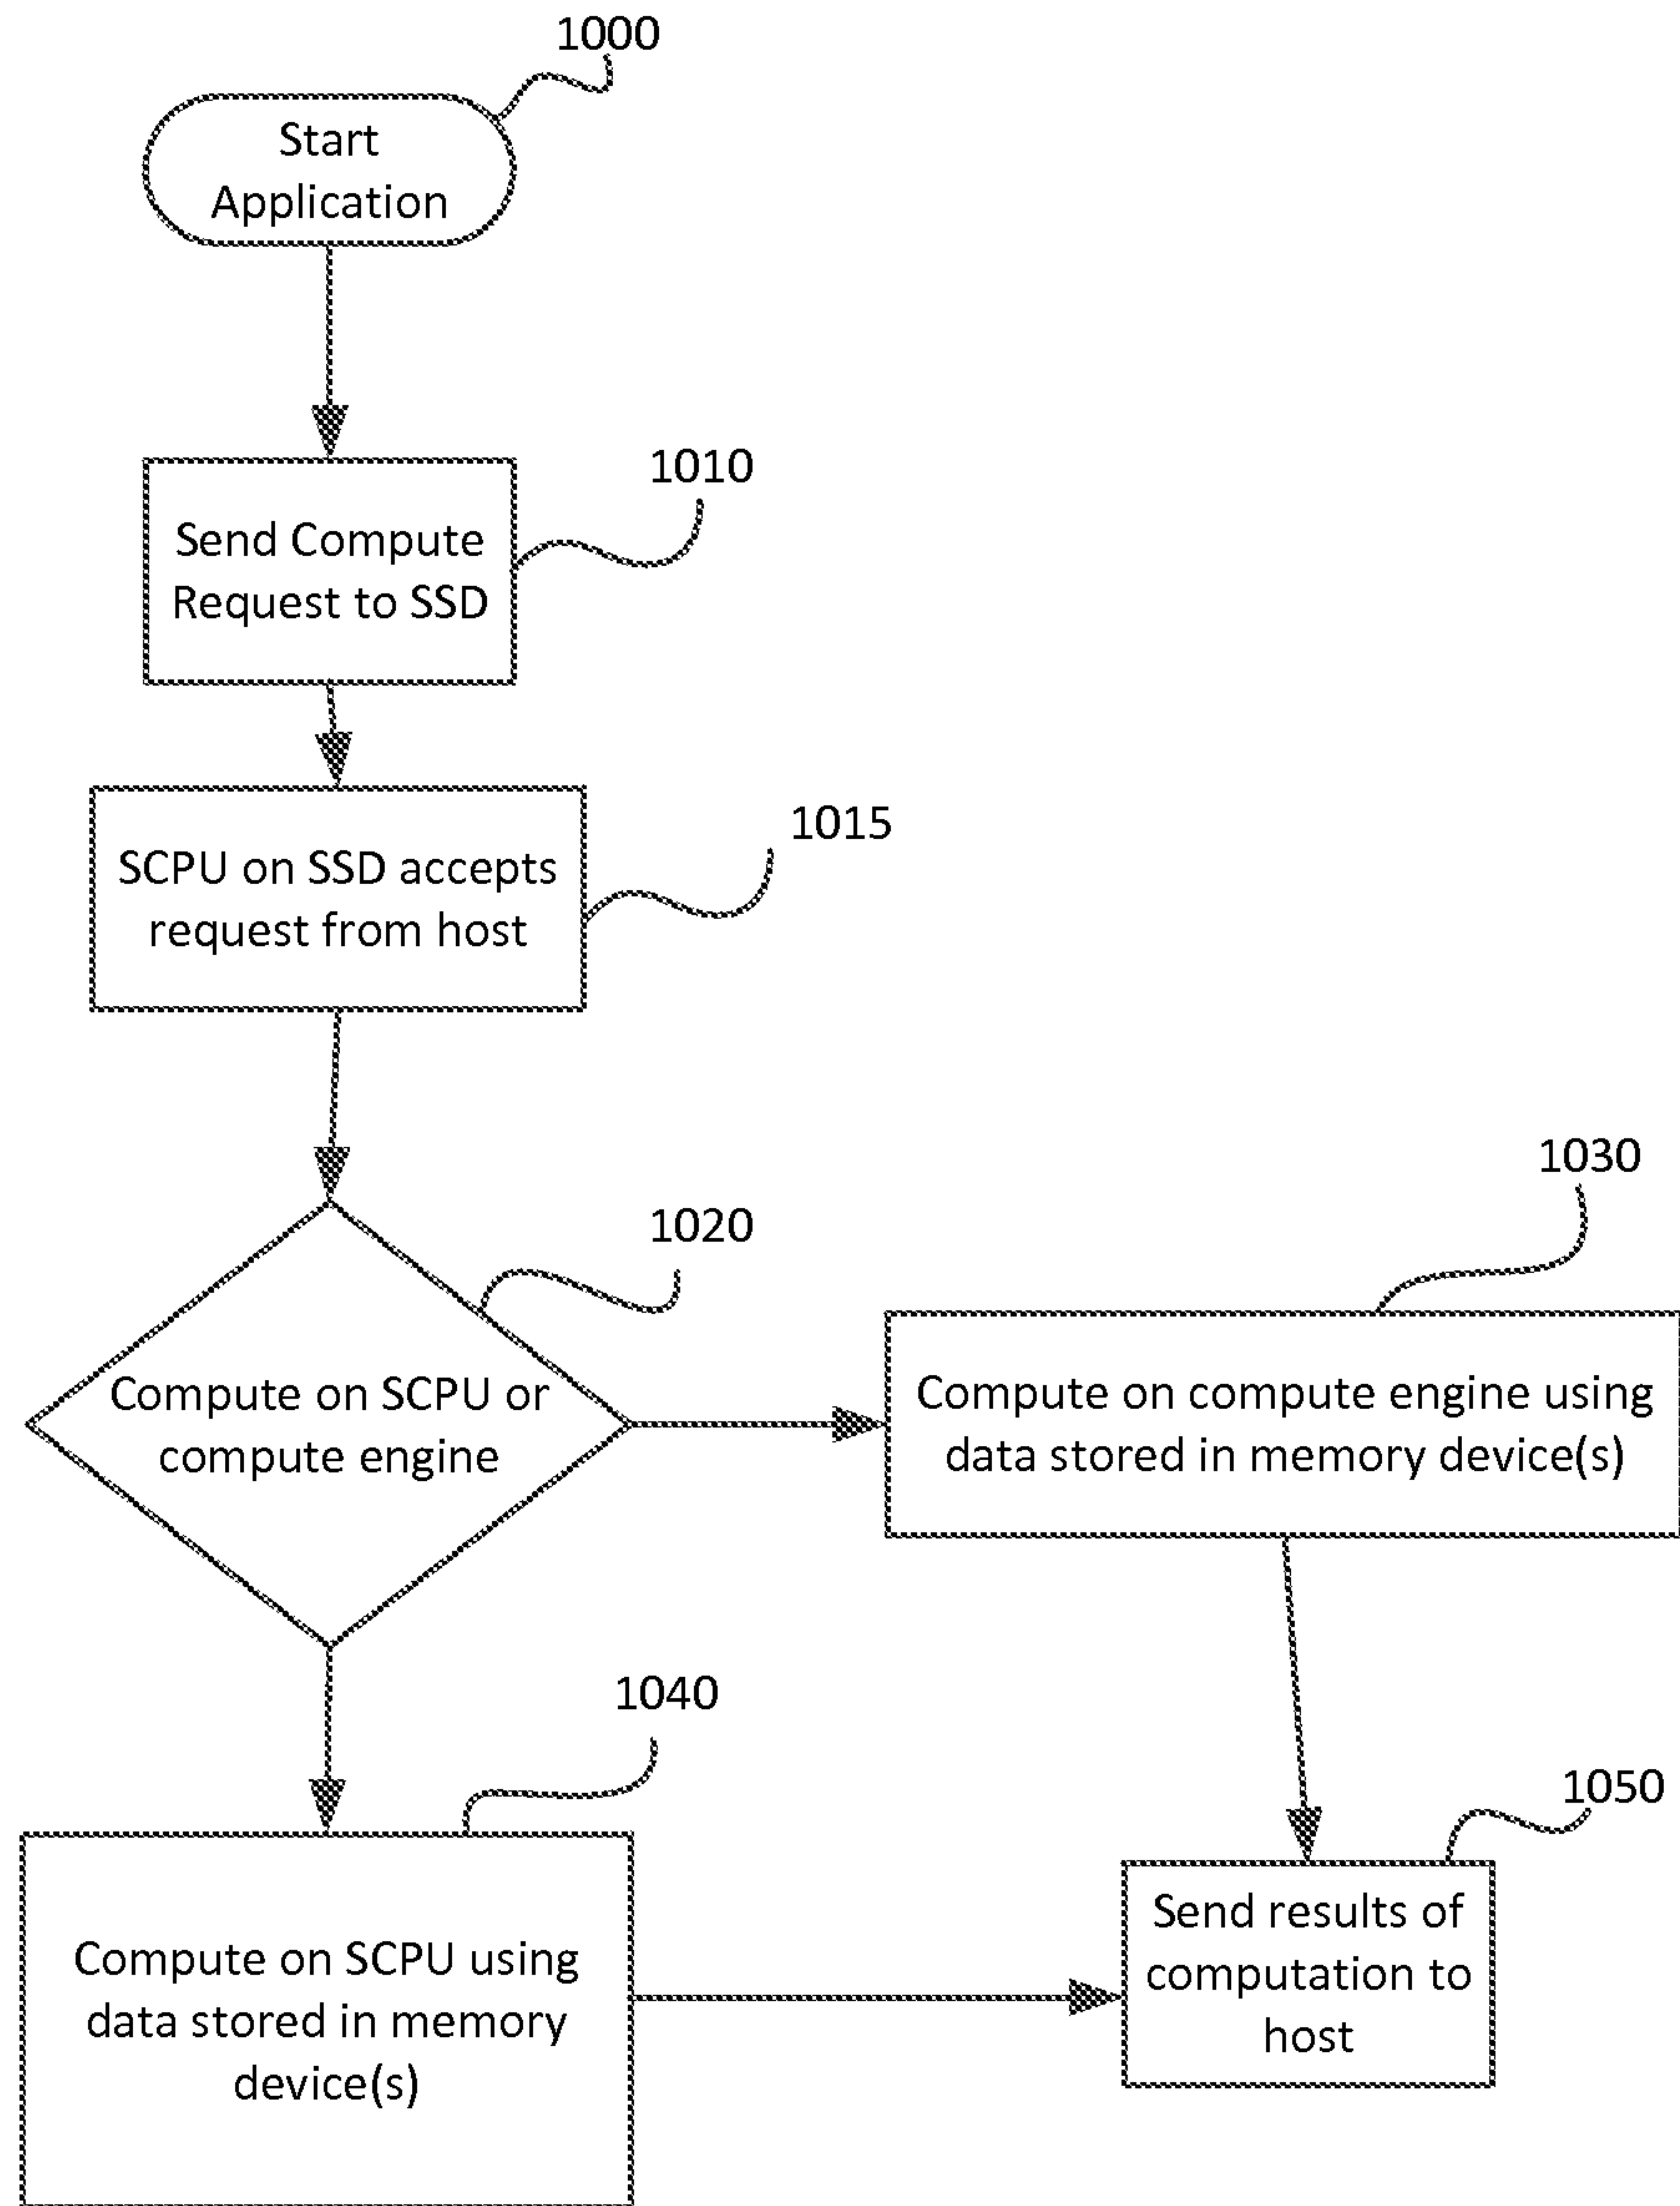 1000
Start
Application
1010
Send Compute
Request to SSD
1015
SCPU on SSD accepts
request from host
1020
Compute on SCPU or
compute engine
1030
Compute on compute engine using
data stored in memory device(s)
1040
Compute on SCPU using
data stored in memory
device(s)
1050
Send results of
computation to
host